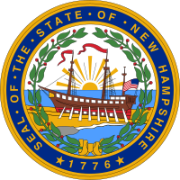 SEAL • OF • THE • STATE • OF • NEW HAMPSHIRE
★ 1776 ★